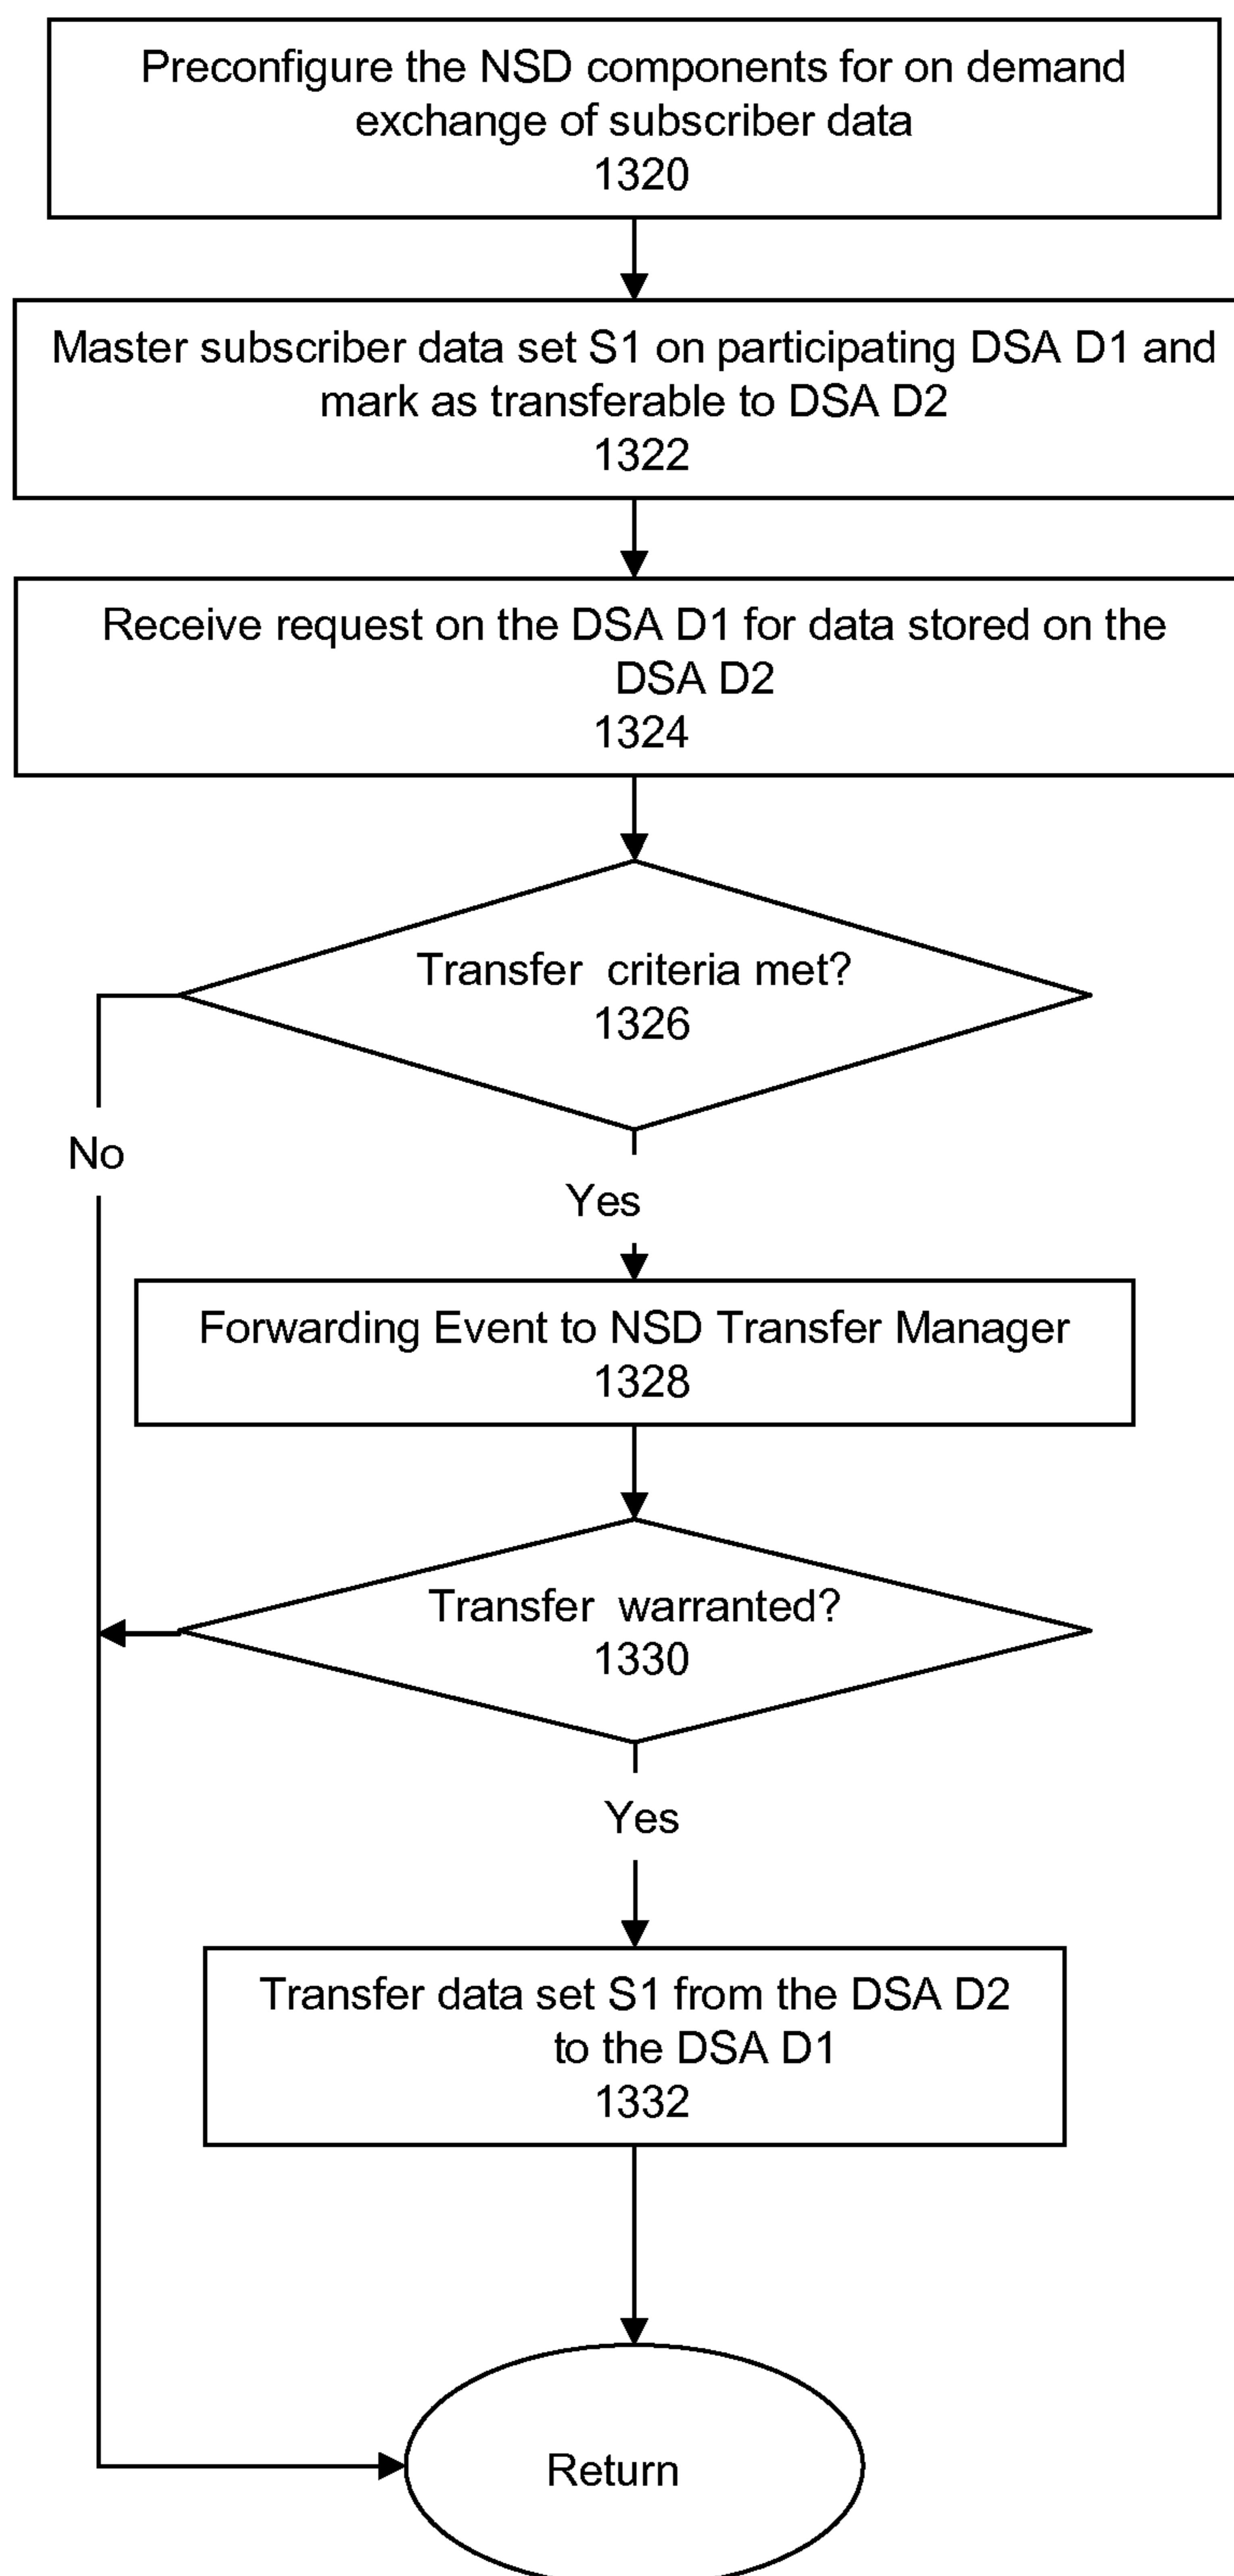 Preconfigure the NSD components for on demand
exchange of subscriber data
1320
Master subscriber data set S1 on participating DSA D1 and
mark as transferable to DSA D2
1322
Receive request on the DSA D1 for data stored on the
DSA D2
1324
Transfer criteria met?
1326
No
Yes
Forwarding Event to NSD Transfer Manager
1328
Transfer warranted?
1330
Yes
Transfer data set S1 from the DSA D2
to the DSA D1
1332
Return